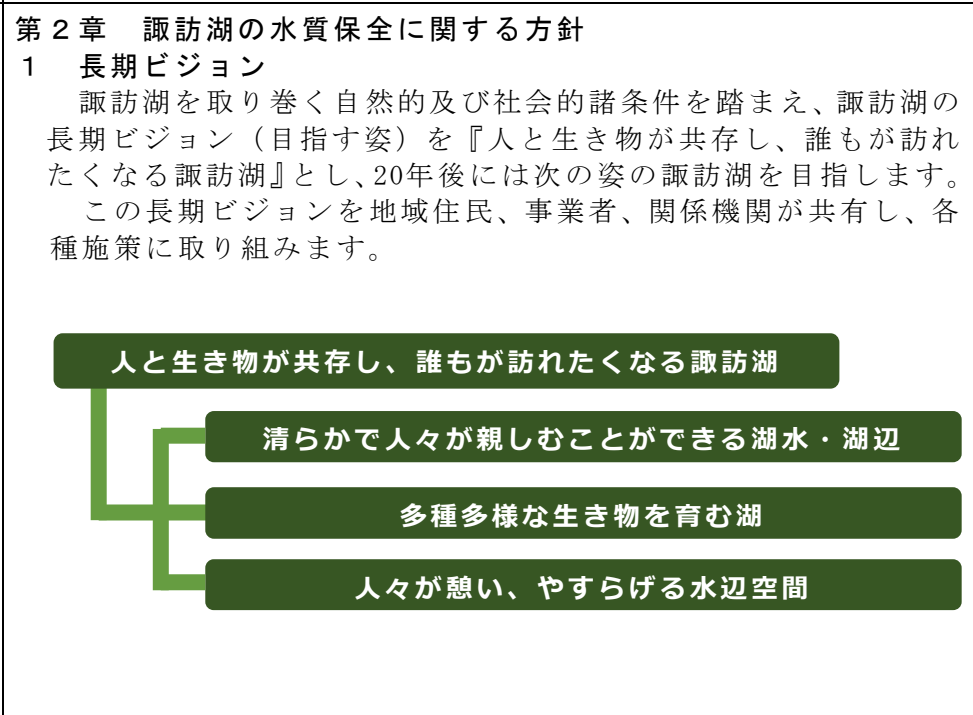 第２章　諏訪湖の水質保全に関する方針
１　長期ビジョン
　諏訪湖を取り巻く自然的及び社会的諸条件を踏まえ、諏訪湖の
長期ビジョン（目指す姿）を『人と生き物が共存し、誰もが訪れ
たくなる諏訪湖』とし、20年後には次の姿の諏訪湖を目指します。
　この長期ビジョンを地域住民、事業者、関係機関が共有し、各
種施策に取り組みます。
人と生き物が共存し、誰もが訪れたくなる諏訪湖
清らかで人々が親しむことができる湖水・湖辺
多種多様な生き物を育む湖
人々が憩い、やすらげる水辺空間